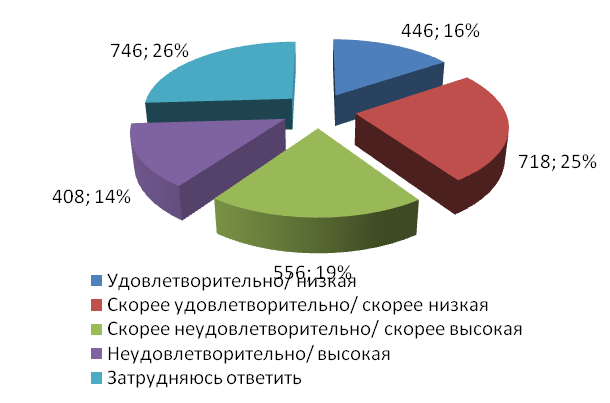 446; 16%
746; 26%
718; 25%
408; 14%
556; 19%
Удовлетворительно/ низкая
Скорее удовлетворительно/ скорее низкая
Скорее неудовлетворительно/ скорее высокая
Неудовлетворительно/ высокая
Затрудняюсь ответить